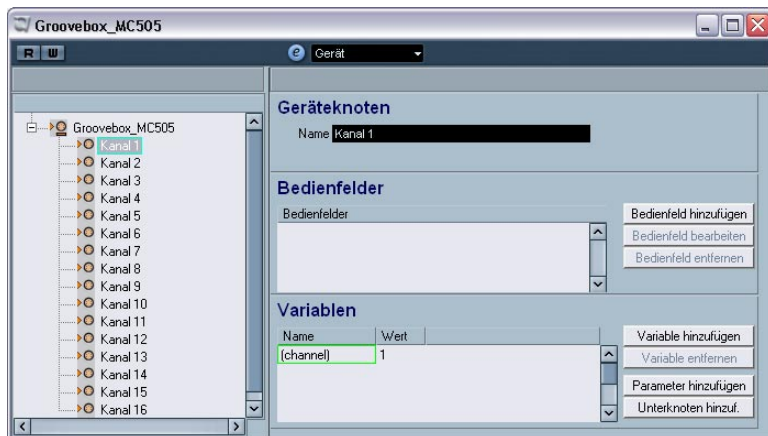 Groovebox_MC505
R W
e Gerät
Groovebox_MC505
Kanal 1
Kanal 2
Kanal 3
Kanal 4
Kanal 5
Kanal 6
Kanal 7
Kanal 8
Kanal 9
Kanal 10
Kanal 11
Kanal 12
Kanal 13
Kanal 14
Kanal 15
Kanal 16
Geräteknoten
Name Kanal 1
Bedienfelder
Bedienfelder
Bedienfeld hinzufügen
Bedienfeld bearbeiten
Bedienfeld entfernen
Variablen
Name Wert
(channel) 1
Variable hinzufügen
Variable entfernen
Parameter hinzufügen
Unterknoten hinzuf.